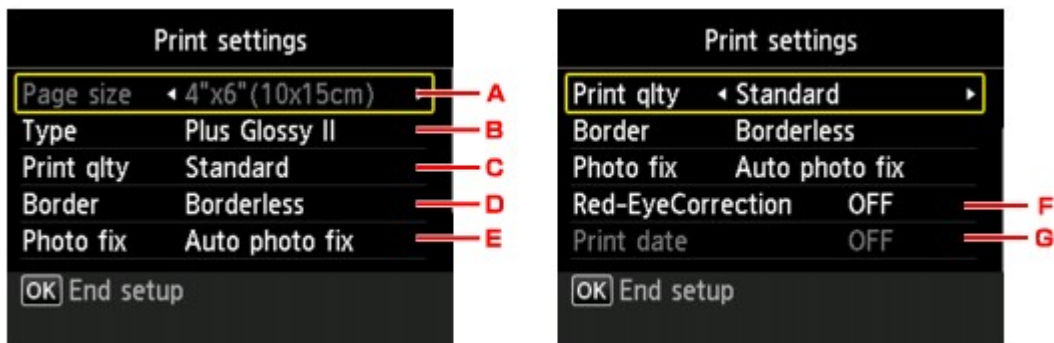 Print settings
Page size 4"x6"(10x15cm) A
Type Plus Glossy II B
Print qlty Standard C
Border Borderless D
Photo fix Auto photo fix E
OK End setup
Print settings
Print qlty Standard
Border Borderless
Photo fix Auto photo fix
Red-EyeCorrection OFF F
Print date OFF G
OK End setup